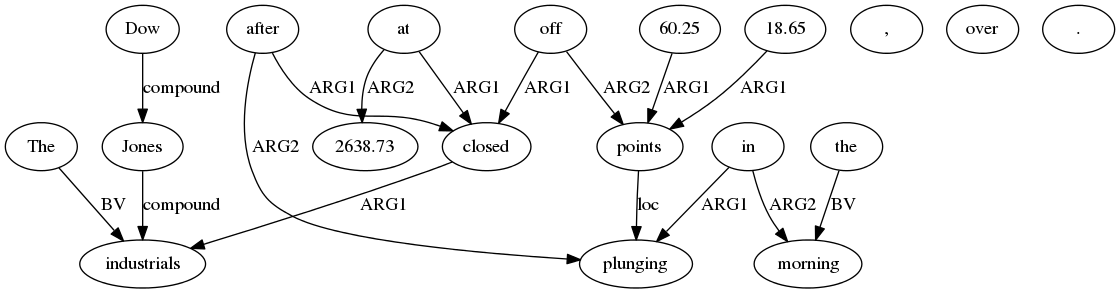 Dow after at off 60.25 18.65 , over .
compound ARG1 ARG2 ARG1 ARG1 ARG2 ARG1 ARG1
The Jones 2638.73 closed points in the
BV compound ARG2 ARG1 loc ARG1 ARG2 BV
industrials plunging morning